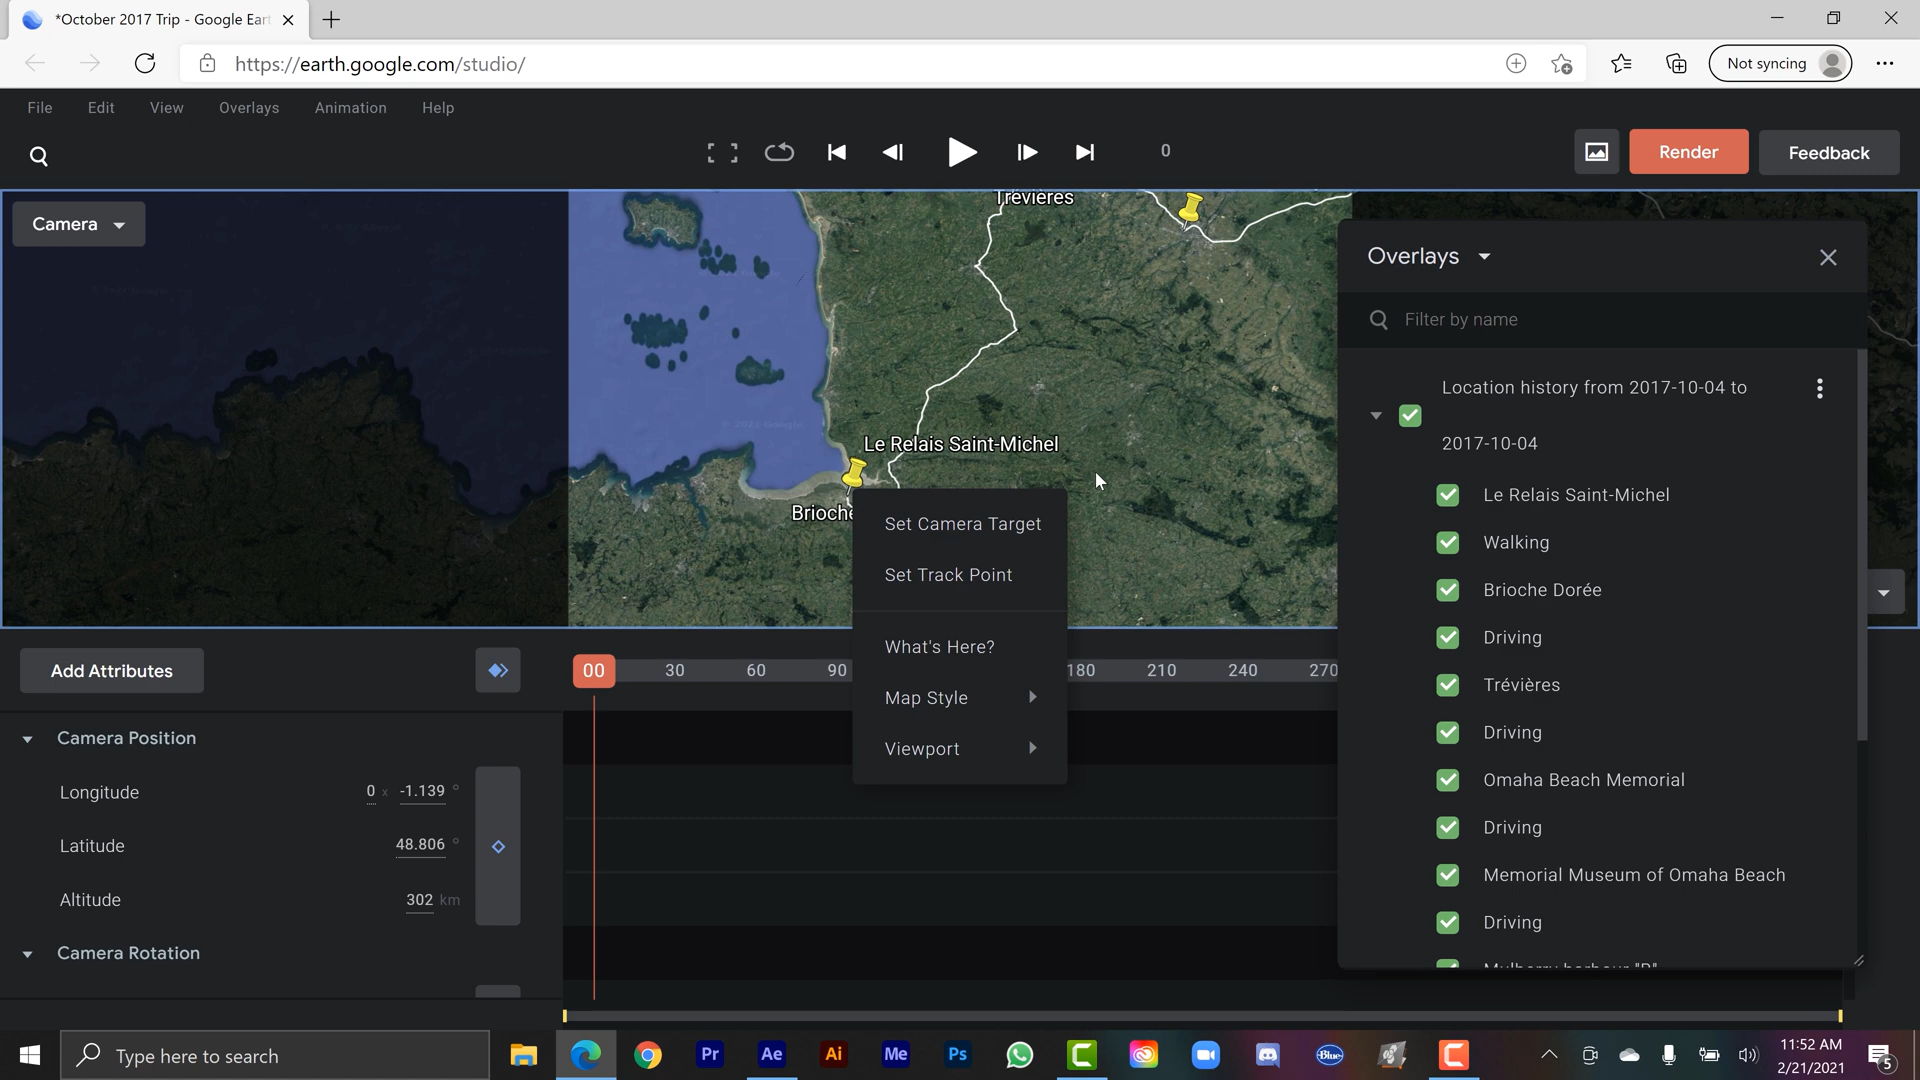 *October 2017 Trip - Google Eart
https://earth.google.com/studio/
Not syncing
File Edit View Overlays Animation Help
0
Render
Feedback
Camera
Trévières
Overlays
Filter by name
Location history from 2017-10-04 to
2017-10-04
Le Relais Saint-Michel
Brioche
Le Relais Saint-Michel
Walking
Brioche Dorée
Driving
Trévières
Driving
Omaha Beach Memorial
Driving
Memorial Museum of Omaha Beach
Driving
Mulberry harbour "B"
Set Camera Target
Set Track Point
What's Here?
Map Style
Viewport
Add Attributes
00 30 60 90 180 210 240 270
Camera Position
Longitude 0 x -1.139 °
Latitude 48.806 °
Altitude 302 km
Camera Rotation
Type here to search
Pr Ae Ai Me Ps
Blue
11:52 AM
2/21/2021
5